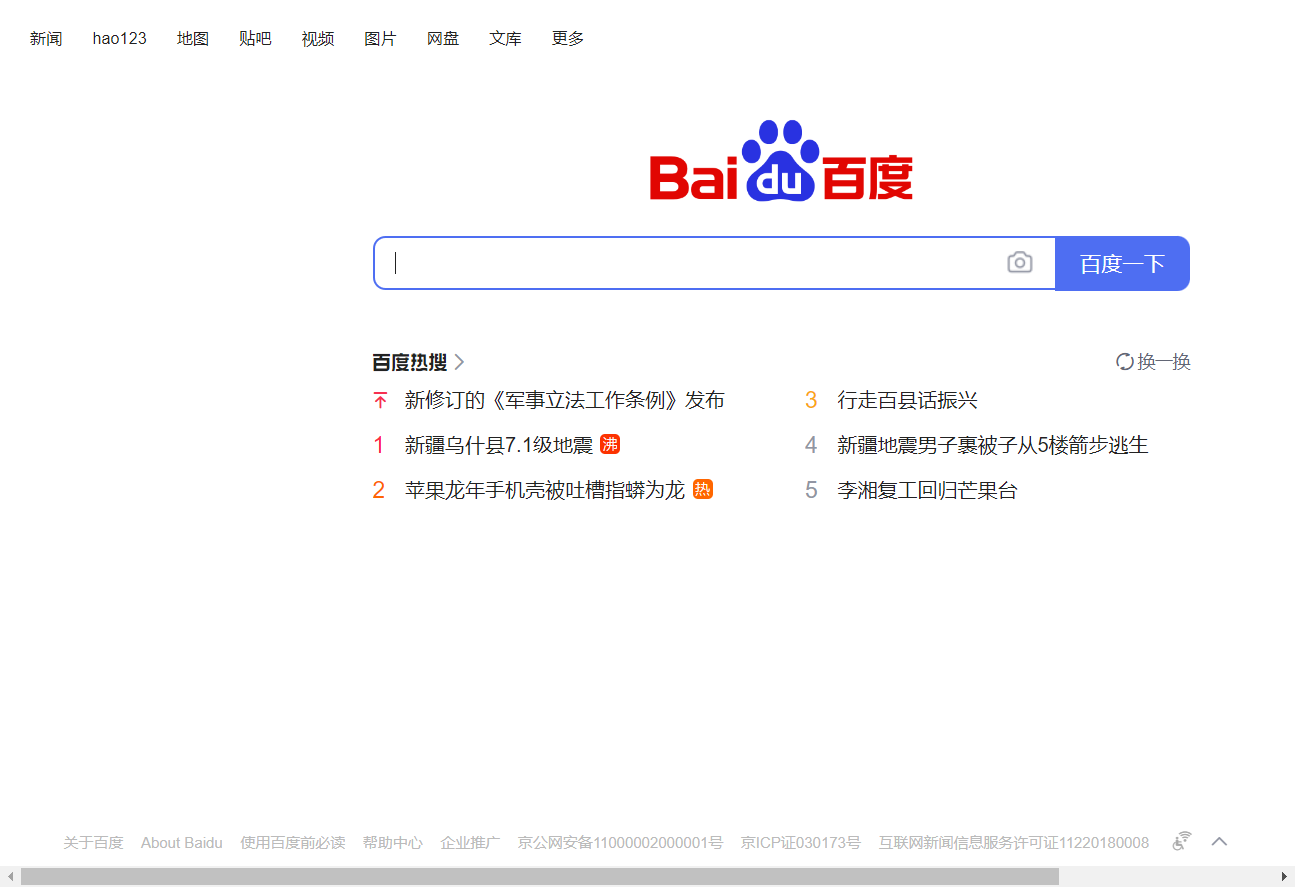 新闻 hao123 地图 贴吧 视频 图片 网盘 文库 更多
Bai du 百度
百度一下
百度热搜 换一换
新修订的《军事立法工作条例》发布
1 新疆乌什县7.1级地震 沸
2 苹果龙年手机壳被吐槽指蟒为龙 热
3 行走百县话振兴
4 新疆地震男子裹被子从5楼箭步逃生
5 李湘复工回归芒果台
关于百度 About Baidu 使用百度前必读 帮助中心 企业推广 京公网安备11000002000001号 京ICP证030173号 互联网新闻信息服务许可证11220180008